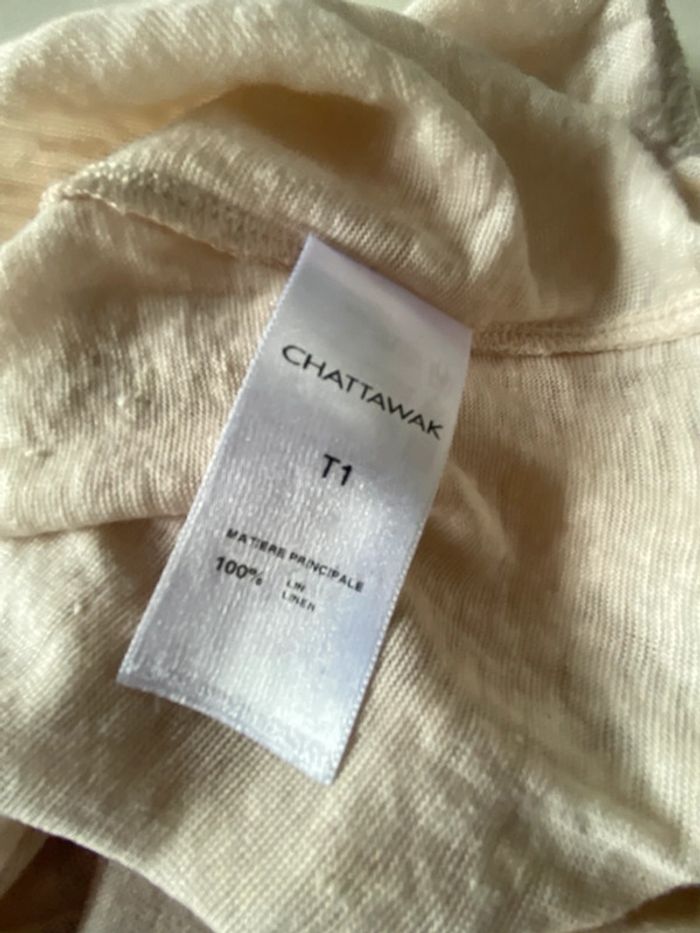 CHATTAWAK
T1
MATIERE PRINCIPALE
100% LIN
LINEN